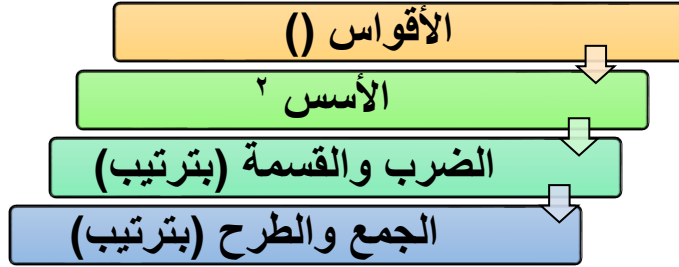 الأقواس ()
الأسس ٢
الضرب والقسمة (بترتيب)
الجمع والطرح (بترتيب)